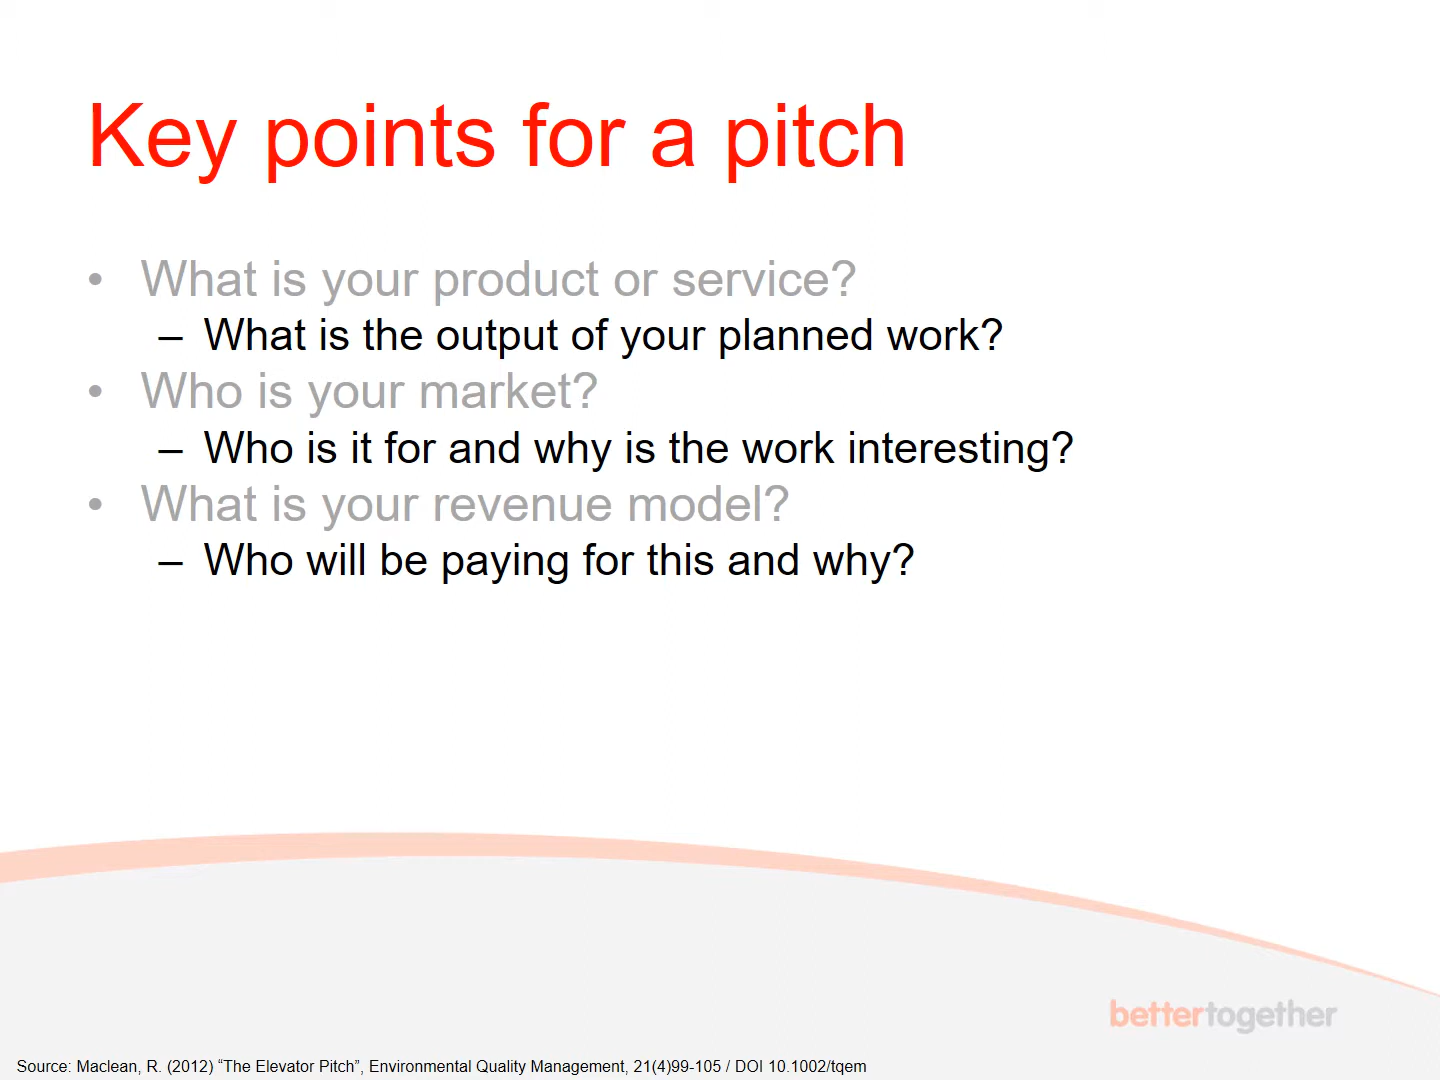 Key points for a pitch
• What is your product or service?
– What is the output of your planned work?
• Who is your market?
– Who is it for and why is the work interesting?
• What is your revenue model?
– Who will be paying for this and why?
bettertogether
Source: Maclean, R. (2012) “The Elevator Pitch”, Environmental Quality Management, 21(4)99-105 / DOI 10.1002/tqem